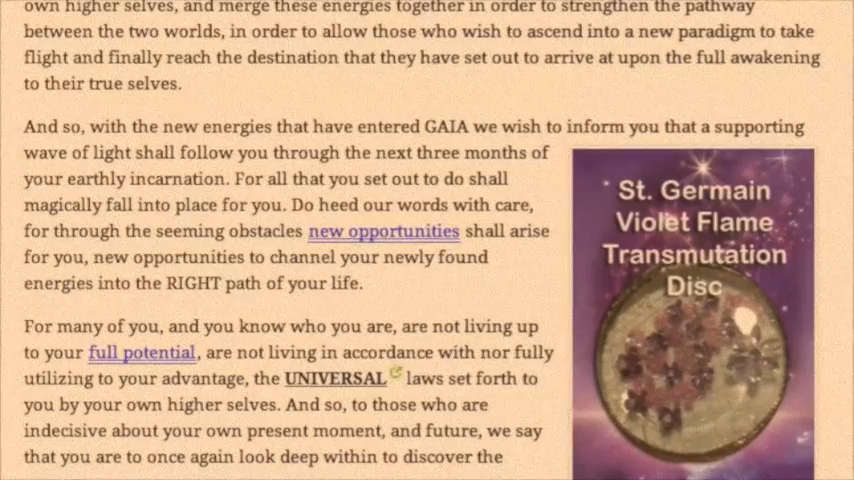 own higher selves, and merge these energies together in order to strengthen the pathway
between the two worlds, in order to allow those who wish to ascend into a new paradigm to take
flight and finally reach the destination that they have set out to arrive at upon the full awakening
to their true selves.
And so, with the new energies that have entered GAIA we wish to inform you that a supporting
wave of light shall follow you through the next three months of
your earthly incarnation. For all that you set out to do shall
magically fall into place for you. Do heed our words with care,
for through the seeming obstacles new opportunities shall arise
for you, new opportunities to channel your newly found
energies into the RIGHT path of your life.
For many of you, and you know who you are, are not living up
to your full potential, are not living in accordance with nor fully
utilizing to your advantage, the UNIVERSAL laws set forth to
you by your own higher selves. And so, to those who are
indecisive about your own present moment, and future, we say
that you are to once again look deep within to discover the
St. Germain
Violet Flame
Transmutation
Disc